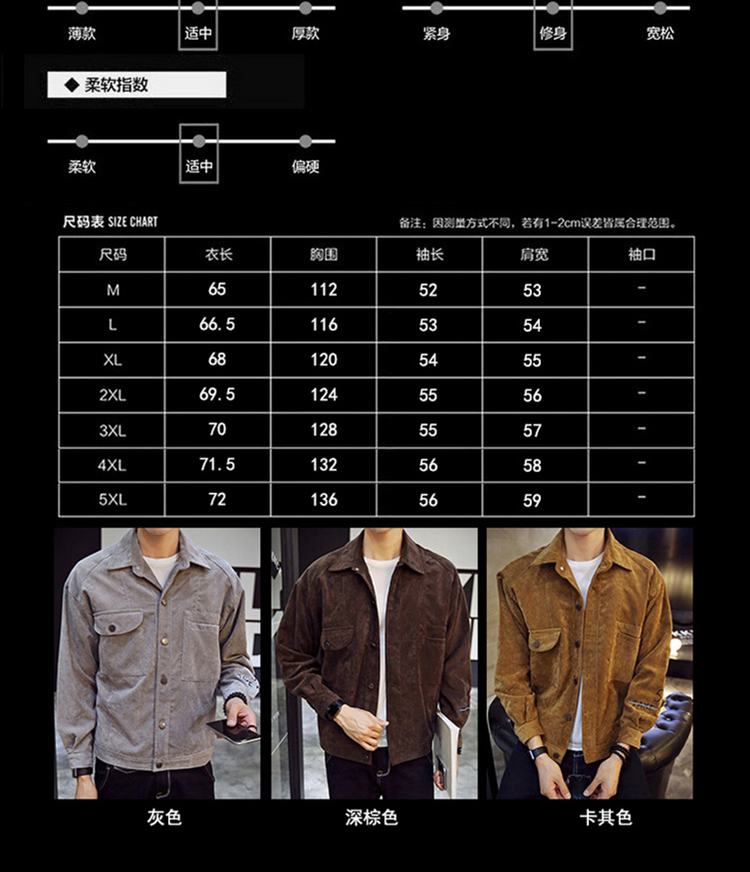 薄款 适中 厚款 紧身 修身 宽松
◆ 柔软指数
柔软 适中 偏硬
尺码表 SIZE CHART 备注：因测量方式不同，若有1-2cm误差皆属合理范围。
尺码 衣长 胸围 袖长 肩宽 袖口
M 65 112 52 53 -
L 66.5 116 53 54 -
XL 68 120 54 55 -
2XL 69.5 124 55 56 -
3XL 70 128 55 57 -
4XL 71.5 132 56 58 -
5XL 72 136 56 59 -
灰色 深棕色 卡其色